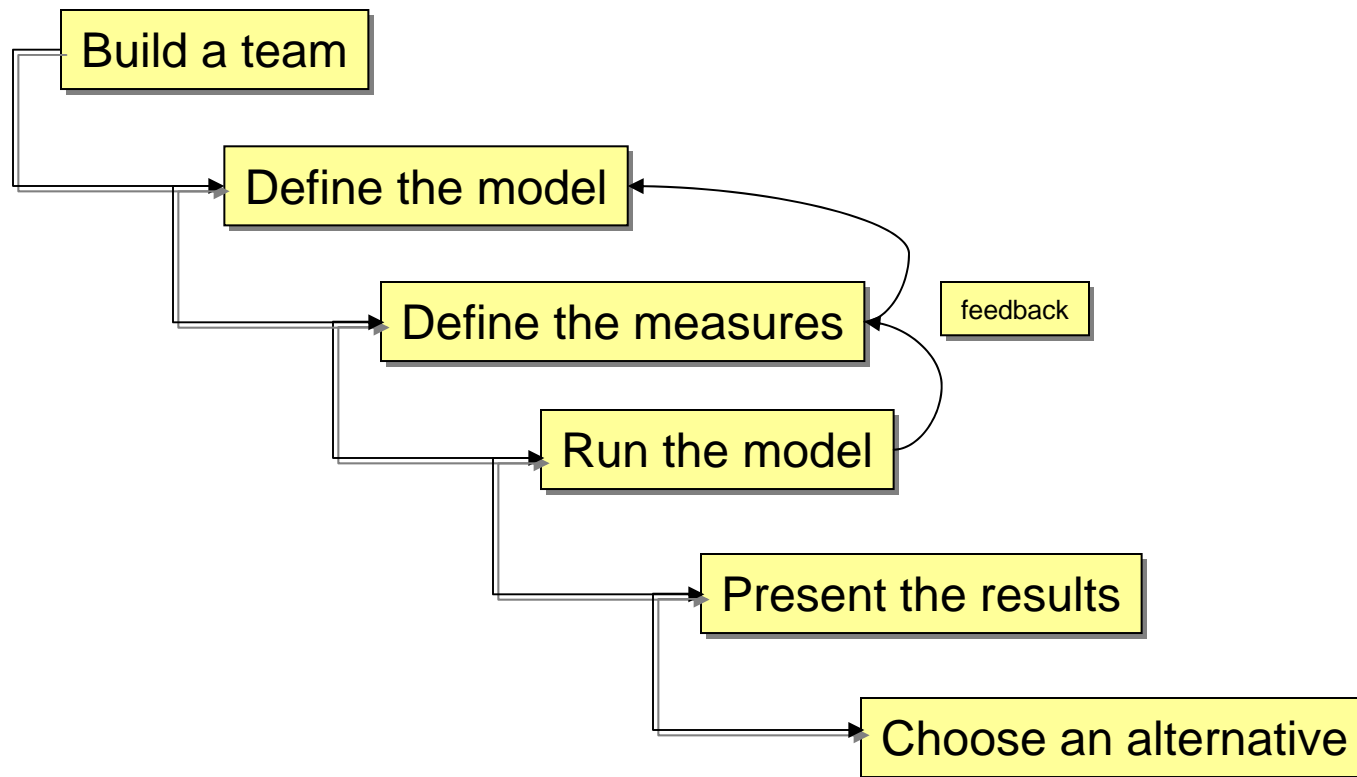 Build a team
Define the model
Define the measures
feedback
Run the model
Present the results
Choose an alternative